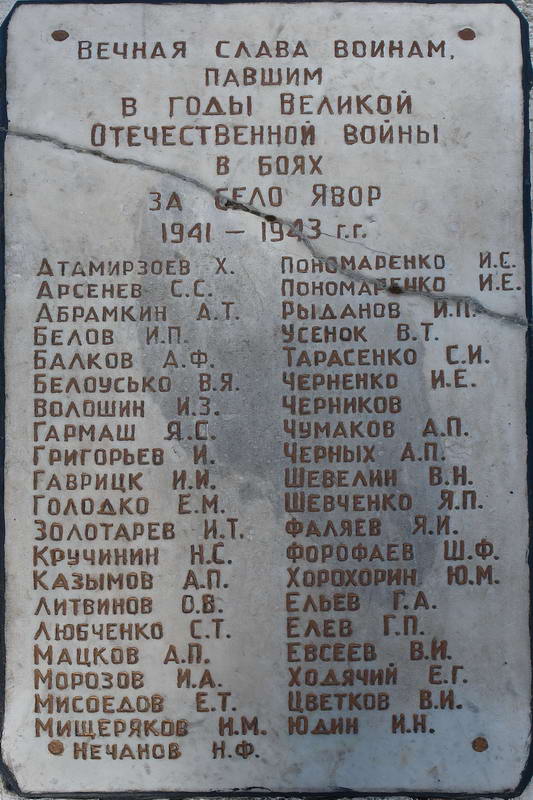 Вечная слава воинам,
павшим
в годы Великой
Отечественной войны
в боях
за село Явор
1941 – 1943 г.г.
Атамирзоев Х.
Арсенев С.С.
Абрамкин А.Т.
Белов И.П.
Балков А.Ф.
Белоусько В.Я.
Волошин И.З.
Гармаш Я.С.
Григорьев И.
Гаврицк И.И.
Голодко Е.М.
Золотарев И.Т.
Кручинин Н.С.
Казымов А.П.
Литвинов О.В.
Любченко С.Т.
Мацков А.П.
Морозов И.А.
Мисоедов Е.Т.
Мищеряков Н.М.
Нечанов Н.Ф.
Пономаренко И.С.
Пономаренко И.Е.
Рыданов И.П.
Усенок В.Т.
Тарасенко С.И.
Черненко И.Е.
Черников
Чумаков А.П.
Черных А.П.
Шевелин В.Н.
Шевченко Я.П.
Фаляев Я.И.
Форофаев Ш.Ф.
Хорохорин Ю.М.
Ельев Г.А.
Елев Г.П.
Евсеев В.И.
Ходячий Е.Г.
Цветков В.И.
Юдин И.Н.